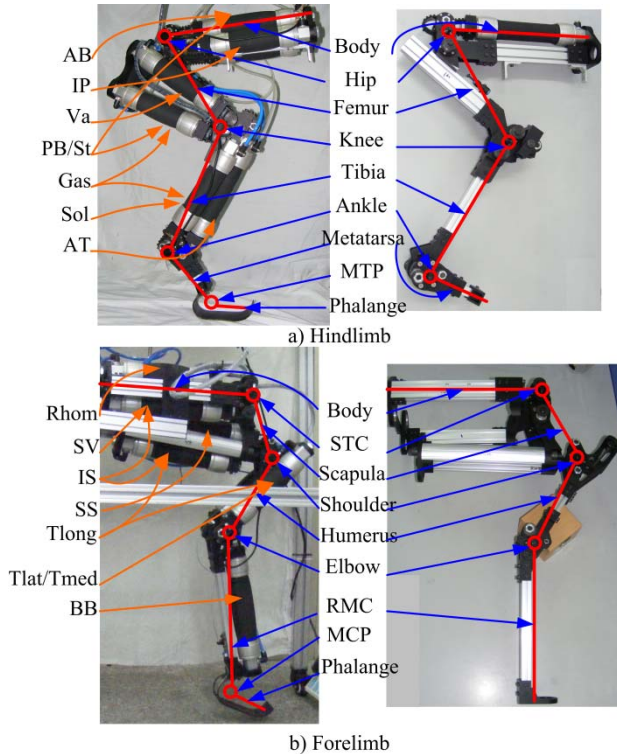 AB
IP
Va
PB/St
Gas
Sol
AT
Body
Hip
Femur
Knee
Tibia
Ankle
Metatarsa
MTP
Phalange
a) Hindlimb
Rhom
SV
IS
SS
Tlong
Tlat/Tmed
BB
Body
STC
Scapula
Shoulder
Humerus
Elbow
RMC
MCP
Phalange
b) Forelimb